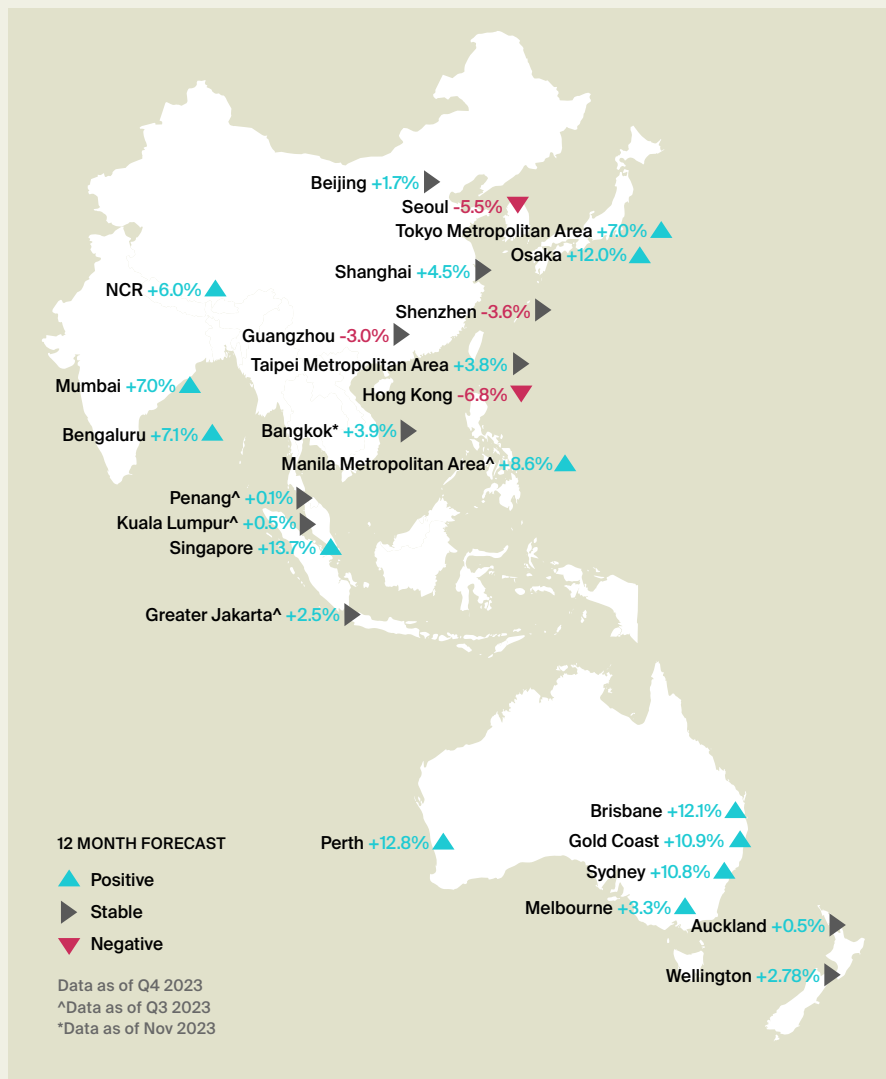 Beijing +1.7%
Seoul -5.5%
Tokyo Metropolitan Area +7.0%
Osaka +12.0%
Shanghai +4.5%
NCR +6.0%
Shenzhen -3.6%
Guangzhou -3.0%
Taipei Metropolitan Area +3.8%
Mumbai +7.0%
Hong Kong -6.8%
Bengaluru +7.1%
Bangkok* +3.9%
Manila Metropolitan Area^ +8.6%
Penang^ +0.1%
Kuala Lumpur^ +0.5%
Singapore +13.7%
Greater Jakarta^ +2.5%
Brisbane +12.1%
Perth +12.8%
Gold Coast +10.9%
Sydney +10.8%
Melbourne +3.3%
Auckland +0.5%
Wellington +2.78%
12 MONTH FORECAST
Positive
Stable
Negative
Data as of Q4 2023
^Data as of Q3 2023
*Data as of Nov 2023